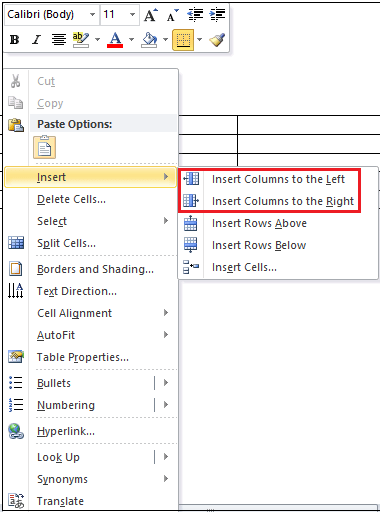 Calibri (Body) 11 A A
B I U ab A
Cut
Copy
Paste Options:
Insert
Delete Cells...
Select
Split Cells...
Borders and Shading...
Text Direction...
Cell Alignment
AutoFit
Table Properties...
Bullets
Numbering
Hyperlink...
Look Up
Synonyms
Translate
Insert Columns to the Left
Insert Columns to the Right
Insert Rows Above
Insert Rows Below
Insert Cells...